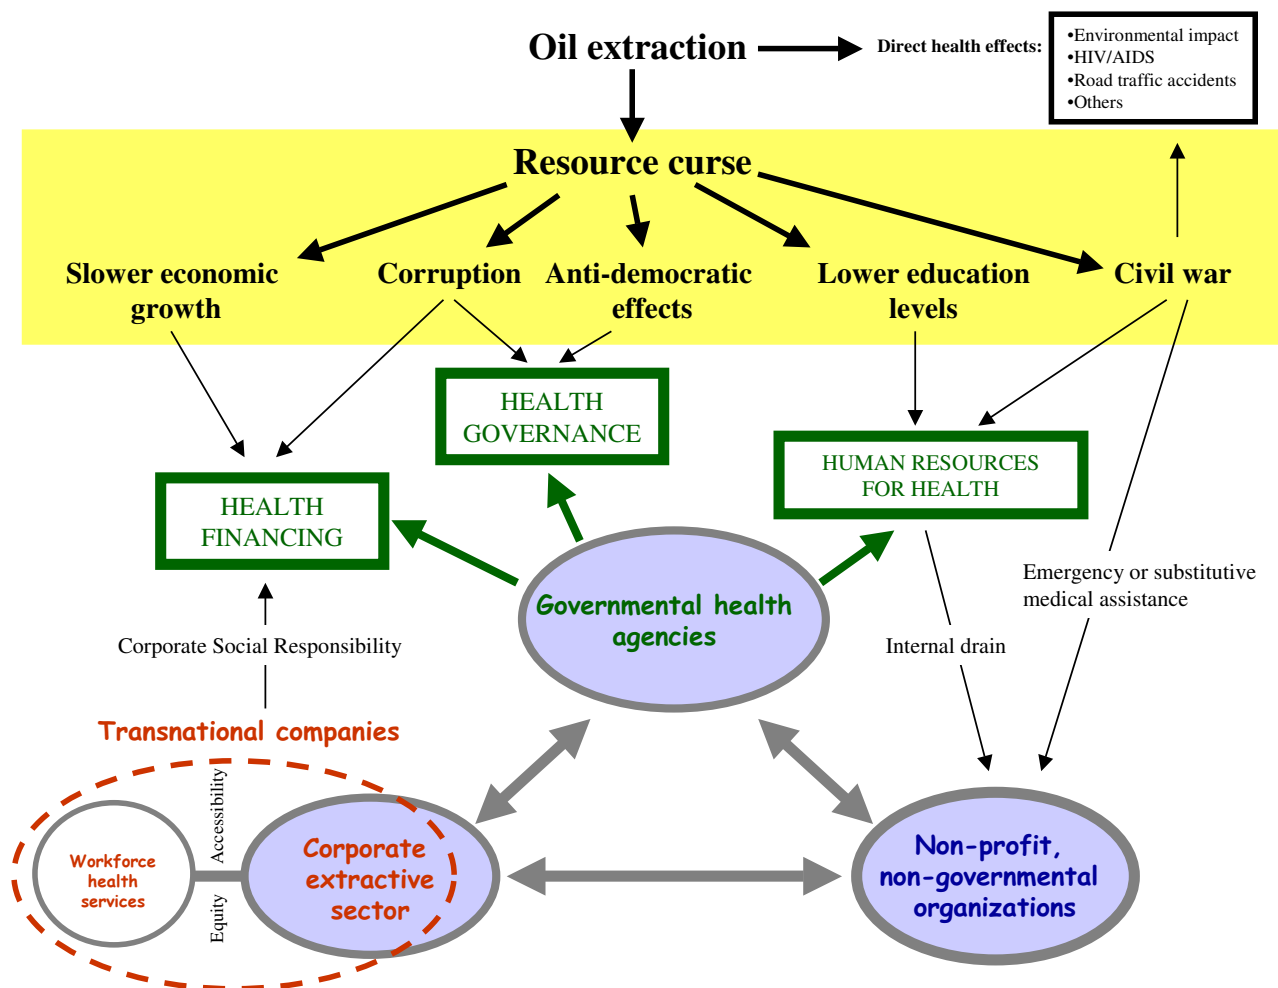 Oil extraction
Direct health effects:
•Environmental impact
•HIV/AIDS
•Road traffic accidents
•Others
Resource curse
Slower economic
growth
Corruption
Anti-democratic
effects
Lower education
levels
Civil war
HEALTH
GOVERNANCE
HUMAN RESOURCES
FOR HEALTH
HEALTH
FINANCING
Governmental health
agencies
Emergency or substitutive
medical assistance
Corporate Social Responsibility
Internal drain
Transnational companies
Accessibility
Equity
Workforce
health
services
Corporate
extractive
sector
Non-profit,
non-governmental
organizations